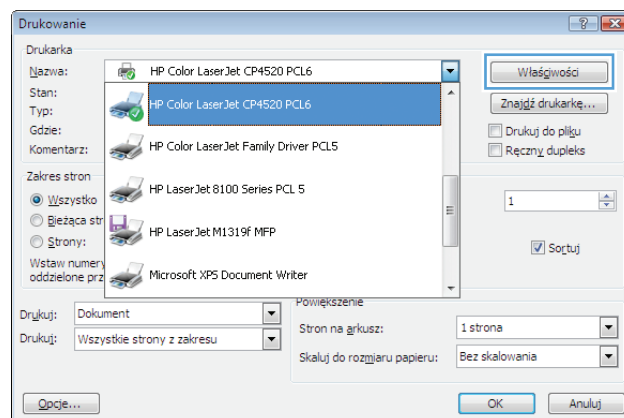 Drukowanie
Drukarka
Nazwa: HP Color LaserJet CP4520 PCL6 Właściwości
Stan: HP Color LaserJet CP4520 PCL6 Znajdź drukarkę...
Typ:
Gdzie: HP Color LaserJet Family Driver PCL5 Drukuj do pliku
Komentarz: Ręczny dupleks
Zakres stron HP LaserJet 8100 Series PCL 5
Wszystko 1
Bieżąca str HP LaserJet M1319f MFP
Strony: Sortuj
Wstaw numery Microsoft XPS Document Writer
oddzielone prz
Powiększenie
Drukuj: Dokument Stron na arkusz: 1 strona
Drukuj: Wszystkie strony z zakresu Skaluj do rozmiaru papieru: Bez skalowania
Opcje... OK Anuluj